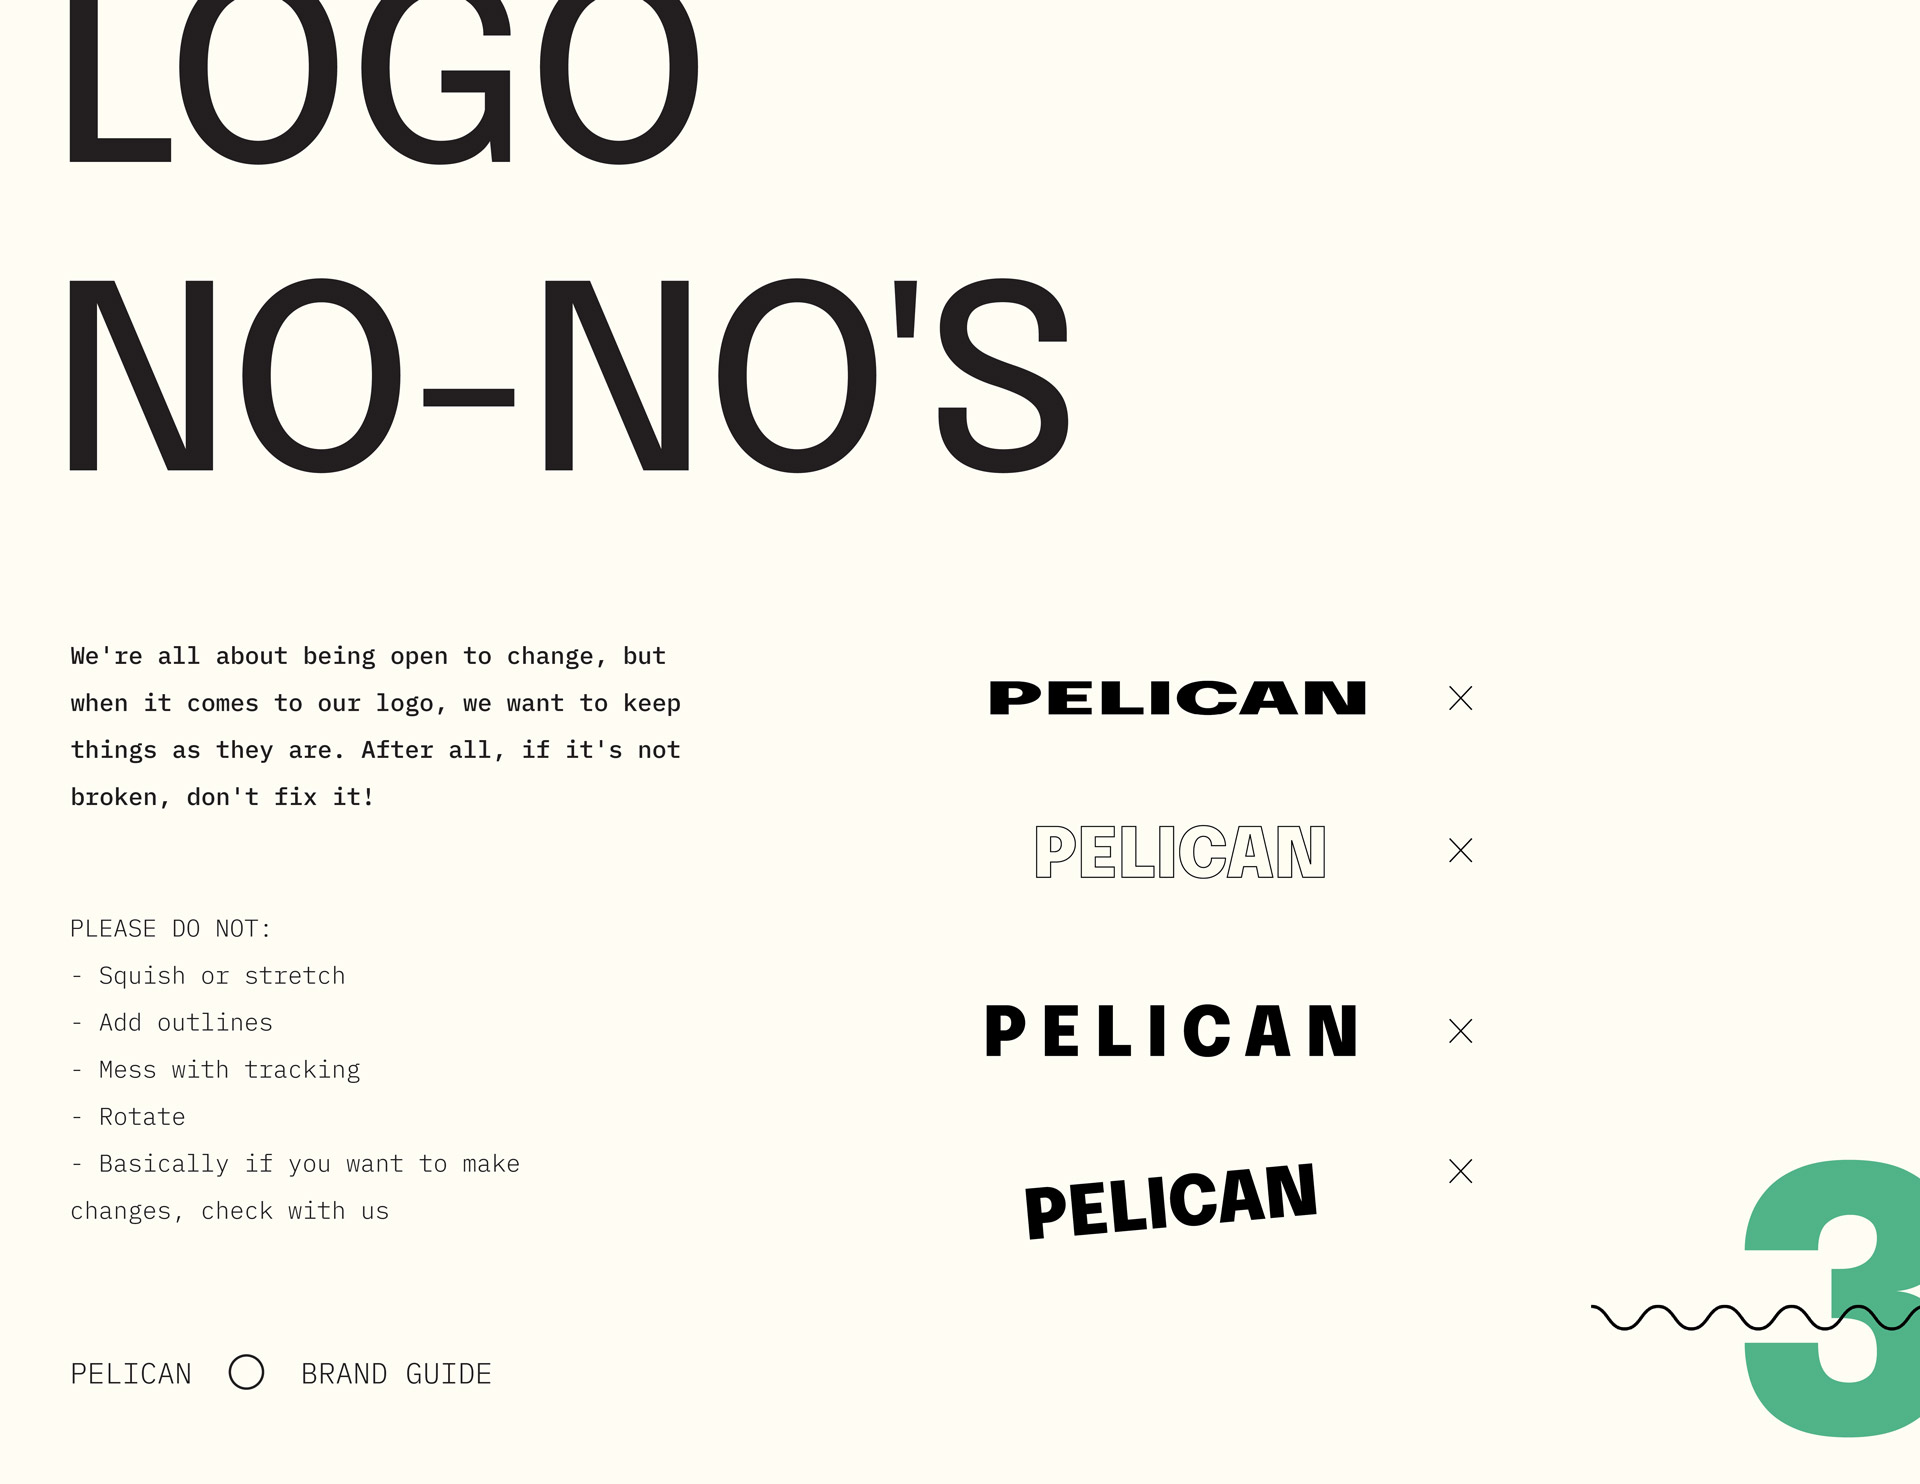 LOGO
NO-NO'S
We're all about being open to change, but
when it comes to our logo, we want to keep
things as they are. After all, if it's not
broken, don't fix it!
PLEASE DO NOT:
- Squish or stretch
- Add outlines
- Mess with tracking
- Rotate
- Basically if you want to make
changes, check with us
PELICAN
PELICAN
PELICAN
PELICAN
PELICAN BRAND GUIDE
3